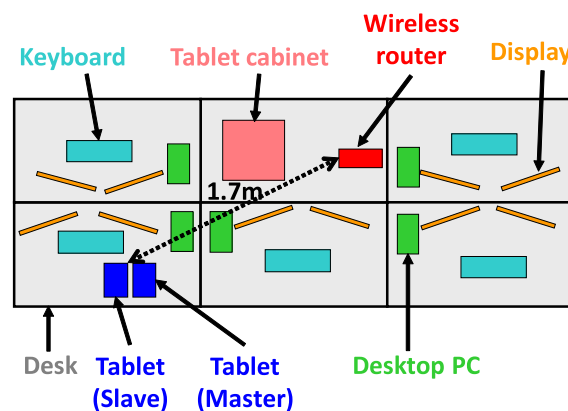 Wireless
router
Keyboard
Tablet cabinet
Display
1.7m
Desk
Tablet
(Slave)
Tablet
(Master)
Desktop PC